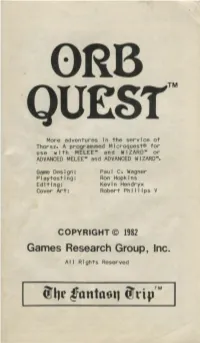 ORB
QUEST™
More adventures in the service of
Thorsz. A programmed Microquest® for
use with MELEE™ and WIZARD™ or
ADVANCED MELEE™ and ADVANCED WIZARD™.
Game Design: Paul C. Wagner
Playtesting: Ron Hopkins
Editing: Kevin Hendryx
Cover Art: Robert Phillips V
COPYRIGHT © 1982
Games Research Group, Inc.
All Rights Reserved
The Fantasy Trip™